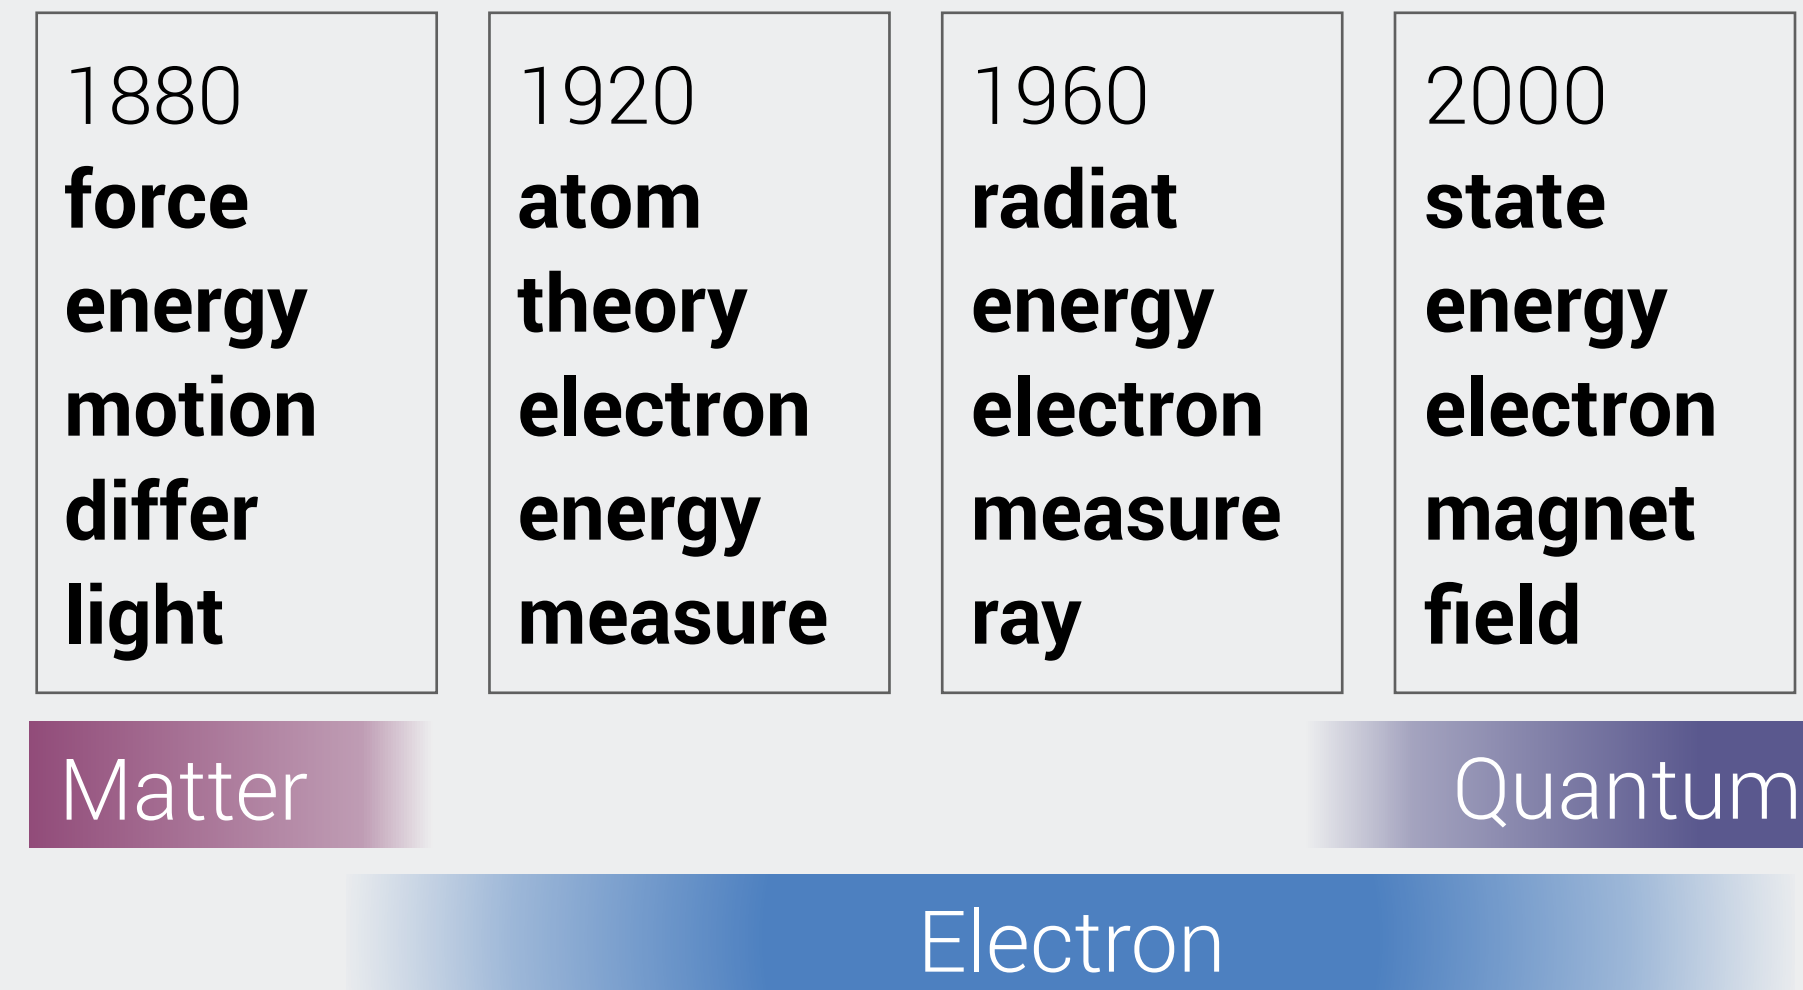 1880
force
energy
motion
differ
light
1920
atom
theory
electron
energy
measure
1960
radiat
energy
electron
measure
ray
2000
state
energy
electron
magnet
field
Matter
Quantum
Electron